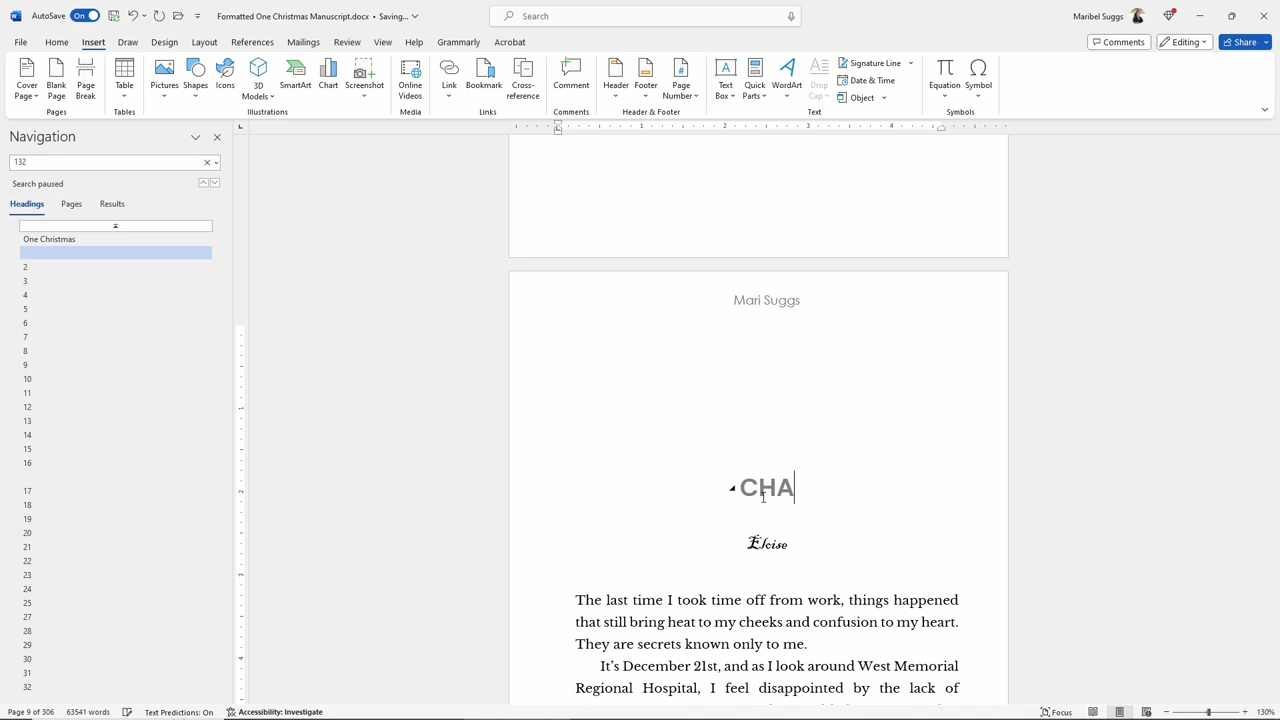 AutoSave On Formatted One Christmas Manuscript.docx • Saving... Search Maribel Suggs
File Home Insert Draw Design Layout References Mailings Review View Help Grammarly Acrobat Comments Editing Share
Cover Page
Blank Page
Page Break
Table
Pictures
Shapes
Icons
3D Models
SmartArt
Chart
Screenshot
Online Videos
Link
Bookmark
Cross-reference
Comment
Header
Footer
Page Number
Text Box
Quick Parts
WordArt
Drop Cap
Signature Line
Date & Time
Object
Equation
Symbol
Pages Tables Illustrations Media Links Comments Header & Footer Text Symbols
Navigation
132
Search paused
Headings Pages Results
One Christmas
2
3
4
5
6
7
8
9
10
11
12
13
14
15
16
17
18
19
20
21
22
23
24
25
26
27
28
29
30
32
1 2 3 4
1
2
3
4
Mari Suggs
CHA
Eloise
The last time I took time off from work, things happened
that still bring heat to my cheeks and confusion to my heart.
They are secrets known only to me.
It's December 21st, and as I look around West Memorial
Regional Hospital, I feel disappointed by the lack of
Page 9 of 306 63541 words Text Predictions: On Accessibility: Investigate Focus 130%